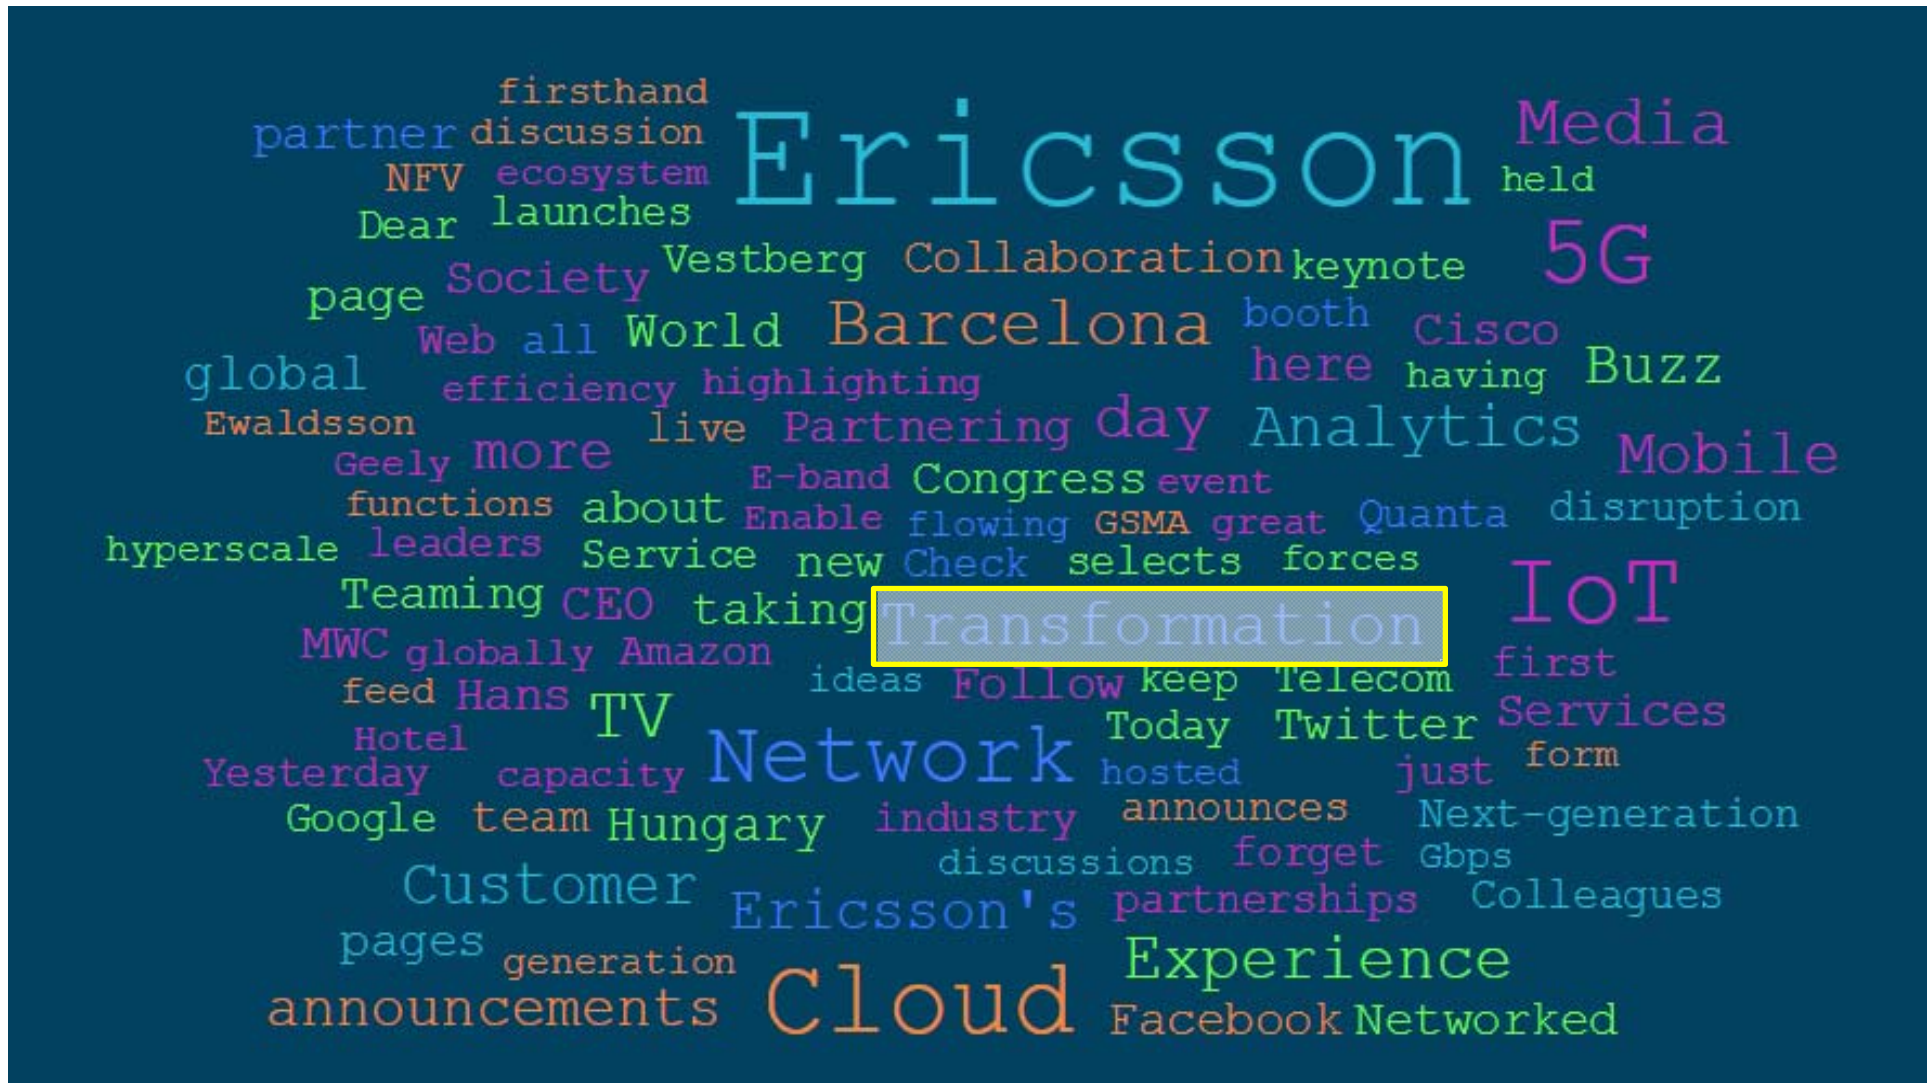 firsthand
partner discussion Ericsson Media
NFV ecosystem held
Dear launches
Vestberg Collaboration keynote 5G
page Society
Web all World Barcelona booth Cisco
global efficiency highlighting here having Buzz
Ewaldsson live Partnering day Analytics
Geely more E-band Congress event Mobile
functions about Enable flowing GSMA great Quanta disruption
hyperscale leaders Service new Check selects forces
Teaming CEO taking Transformation IoT
MWC globally Amazon
feed Hans ideas Follow keep Telecom first
TV Today Twitter Services
Hotel Network
Yesterday capacity hosted just form
Google team Hungary industry announces Next-generation
discussions forget Gbps
Customer Ericsson's partnerships Colleagues
pages generation Experience
announcements Cloud Facebook Networked